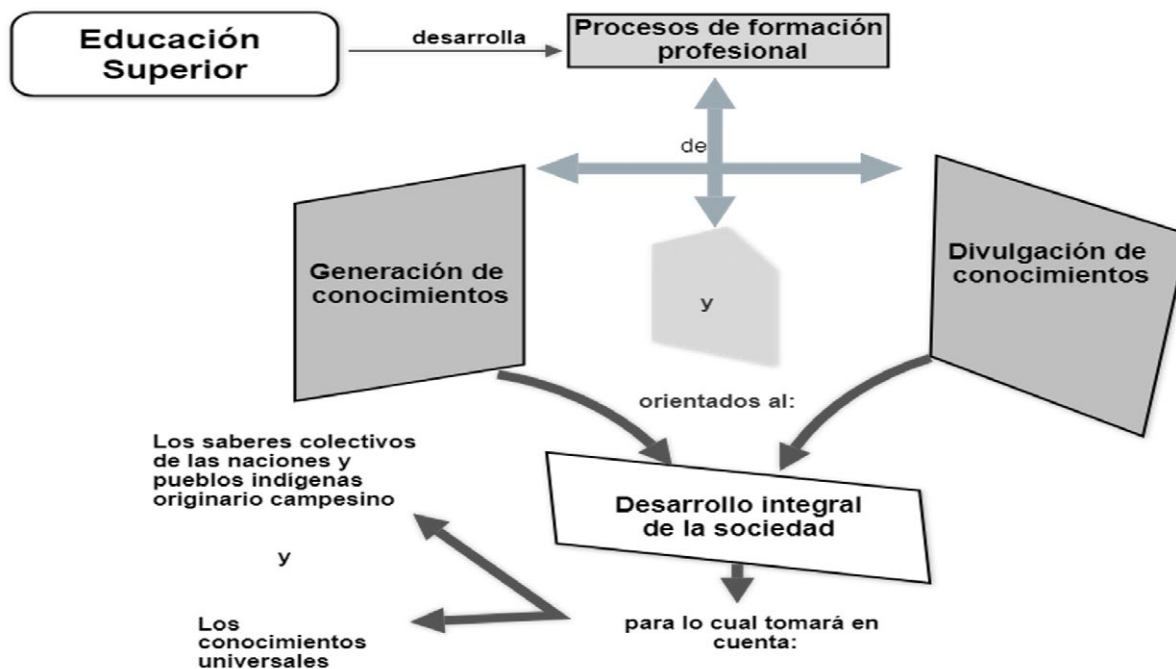 Educación
Superior
desarrolla
Procesos de formación
profesional
de
Generación de
conocimientos
y
Divulgación de
conocimientos
orientados al:
Desarrollo integral
de la sociedad
para lo cual tomará en
cuenta:
Los saberes colectivos
de las naciones y
pueblos indígenas
originario campesino
y
Los
conocimientos
universales